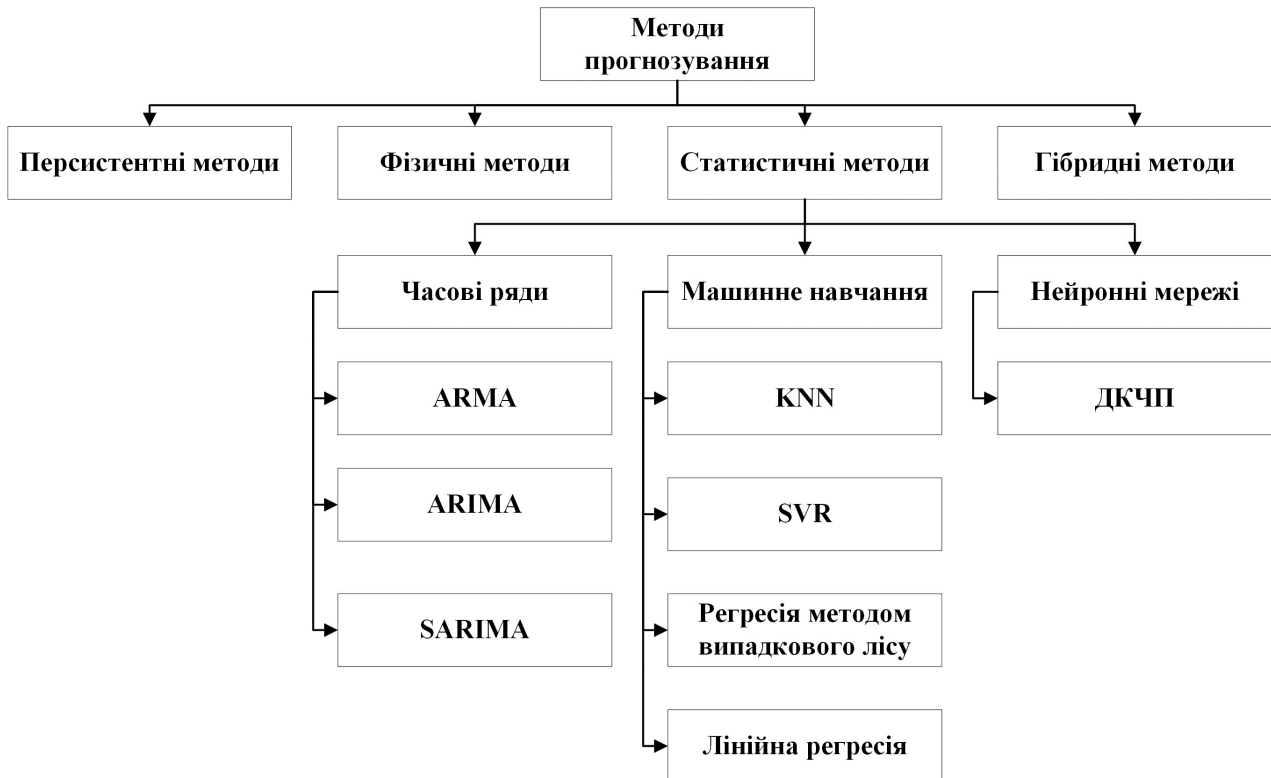 Методи
прогнозування
Персистентні методи
Фізичні методи
Статистичні методи
Гібридні методи
Часові ряди
Машинне навчання
Нейронні мережі
ARMA
KNN
ДКЧП
ARIMA
SVR
SARIMA
Регресія методом
випадкового лісу
Лінійна регресія